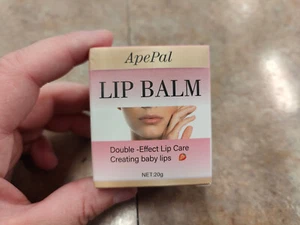 ApePal
LIP BALM
Double -Effect Lip Care
Creating baby lips
NET:20g